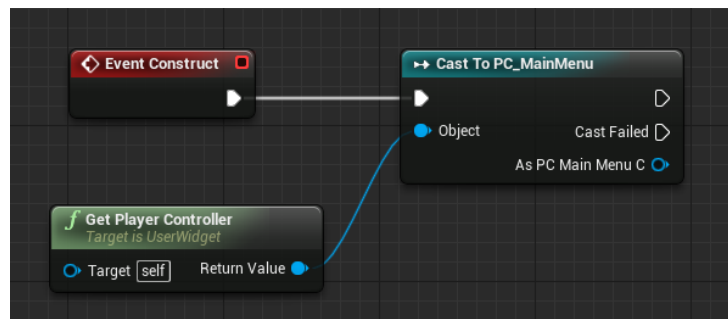 Event Construct
Cast To PC_MainMenu
Object
Cast Failed
As PC Main Menu C
f Get Player Controller
Target is UserWidget
Target self
Return Value